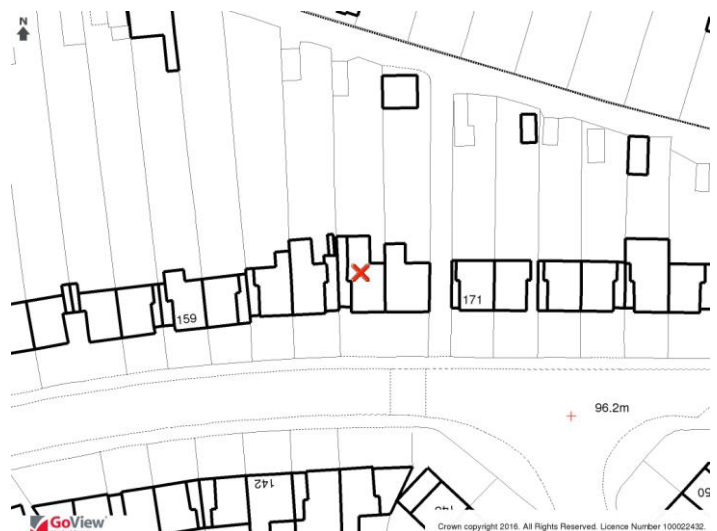 N
159
171
96.2m
142
GoView
Crown copyright 2016. All Rights Reserved. Licence Number 100022432.